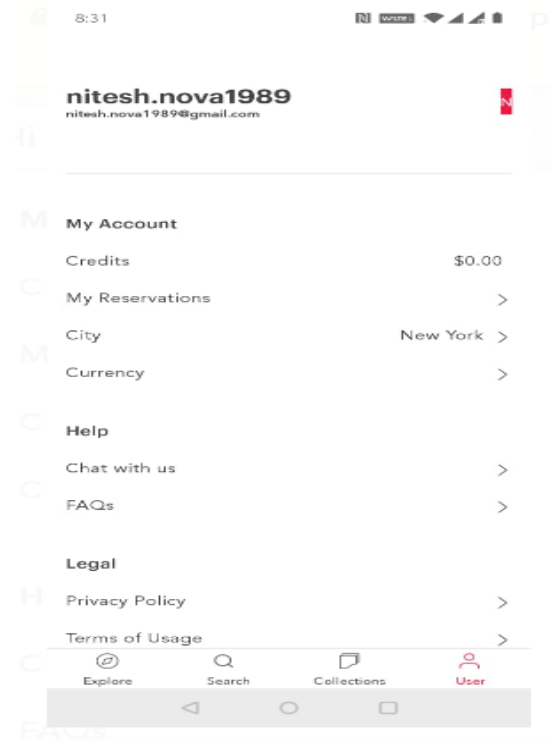 8:31
nitesh.nova1989
nitesh.nova1989@gmail.com
N
My Account
Credits $0.00
My Reservations
City New York
Currency
Help
Chat with us
FAQs
Legal
Privacy Policy
Terms of Usage
Explore Search Collections User
FAQs